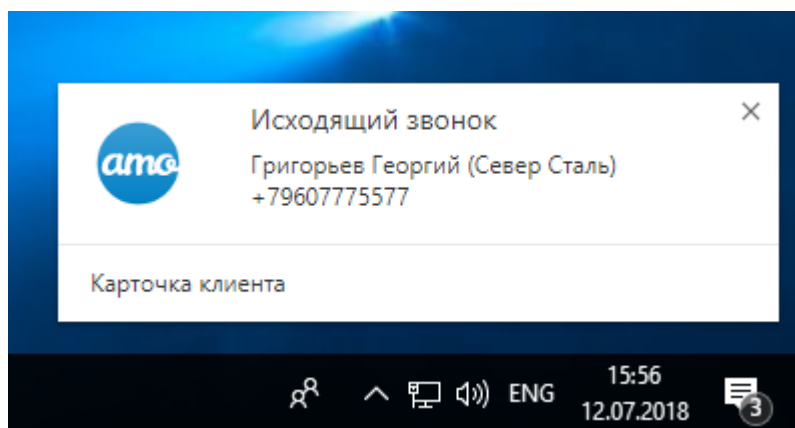 Исходящий звонок
amo
Григорьев Георгий (Север Сталь)
+79607775577
Карточка клиента
15:56
ENG
12.07.2018
3